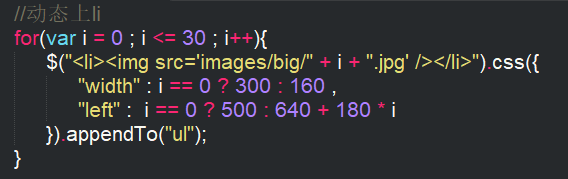 //动态上li
for(var i = 0 ; i <= 30 ; i++){
$("<li><img src='images/big/" + i + ".jpg' /></li>").css({
"width" : i == 0 ? 300 : 160 ,
"left" :  i == 0 ? 500 : 640 + 180 * i
}).appendTo("ul");
}